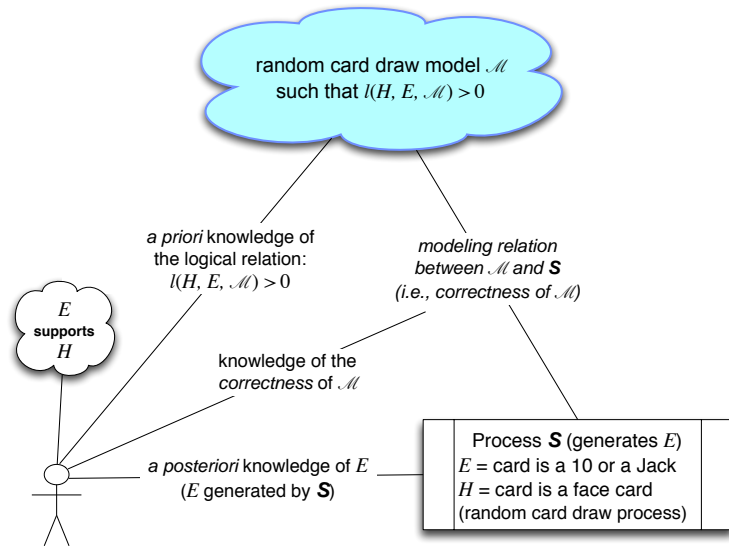 random card draw model ℳ
such that l(H, E, ℳ) > 0
a priori knowledge of
the logical relation:
l(H, E, ℳ) > 0
modeling relation
between ℳ and S
(i.e., correctness of ℳ)
E
supports
H
knowledge of the
correctness of ℳ
a posteriori knowledge of E
(E generated by S)
Process S (generates E)
E = card is a 10 or a Jack
H = card is a face card
(random card draw process)